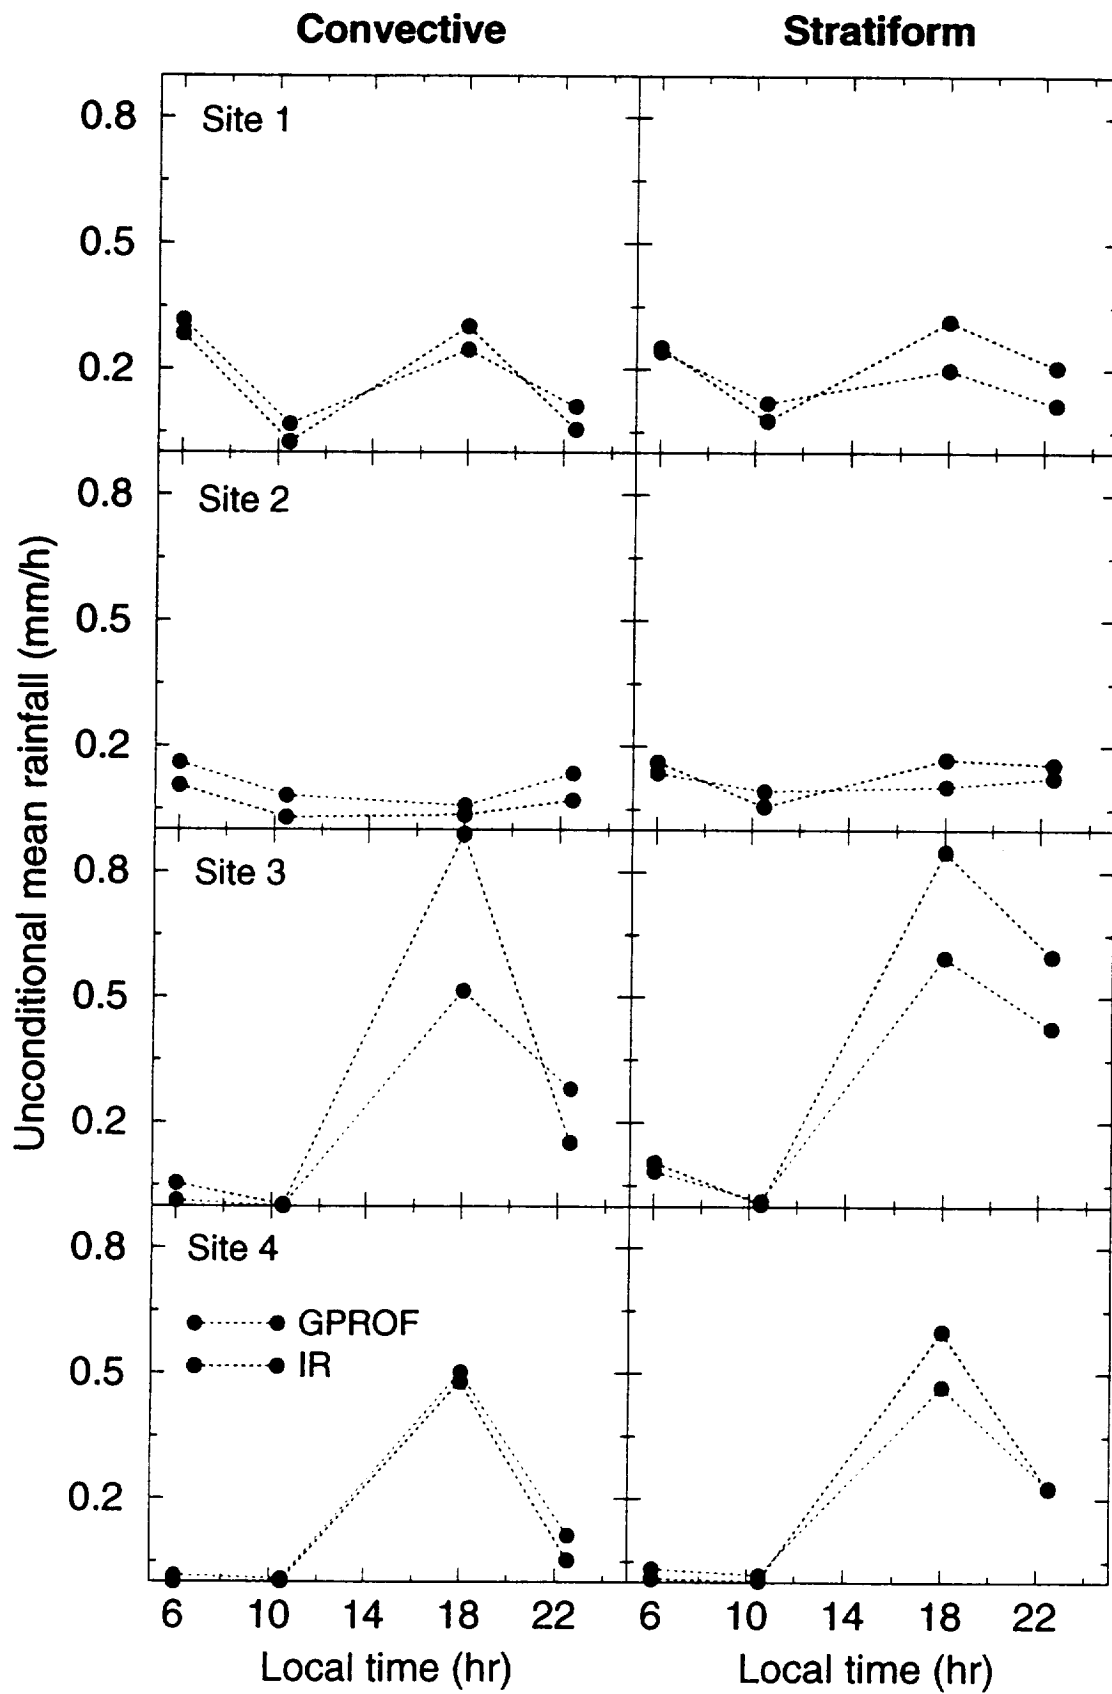 Convective
Stratiform
0.8
Site 1
0.5
0.2
0.8
Site 2
0.5
0.2
Unconditional mean rainfall (mm/h)
0.8
Site 3
0.5
0.2
0.8
Site 4
GPROF
IR
0.5
0.2
6 10 14 18 22
6 10 14 18 22
Local time (hr)
Local time (hr)